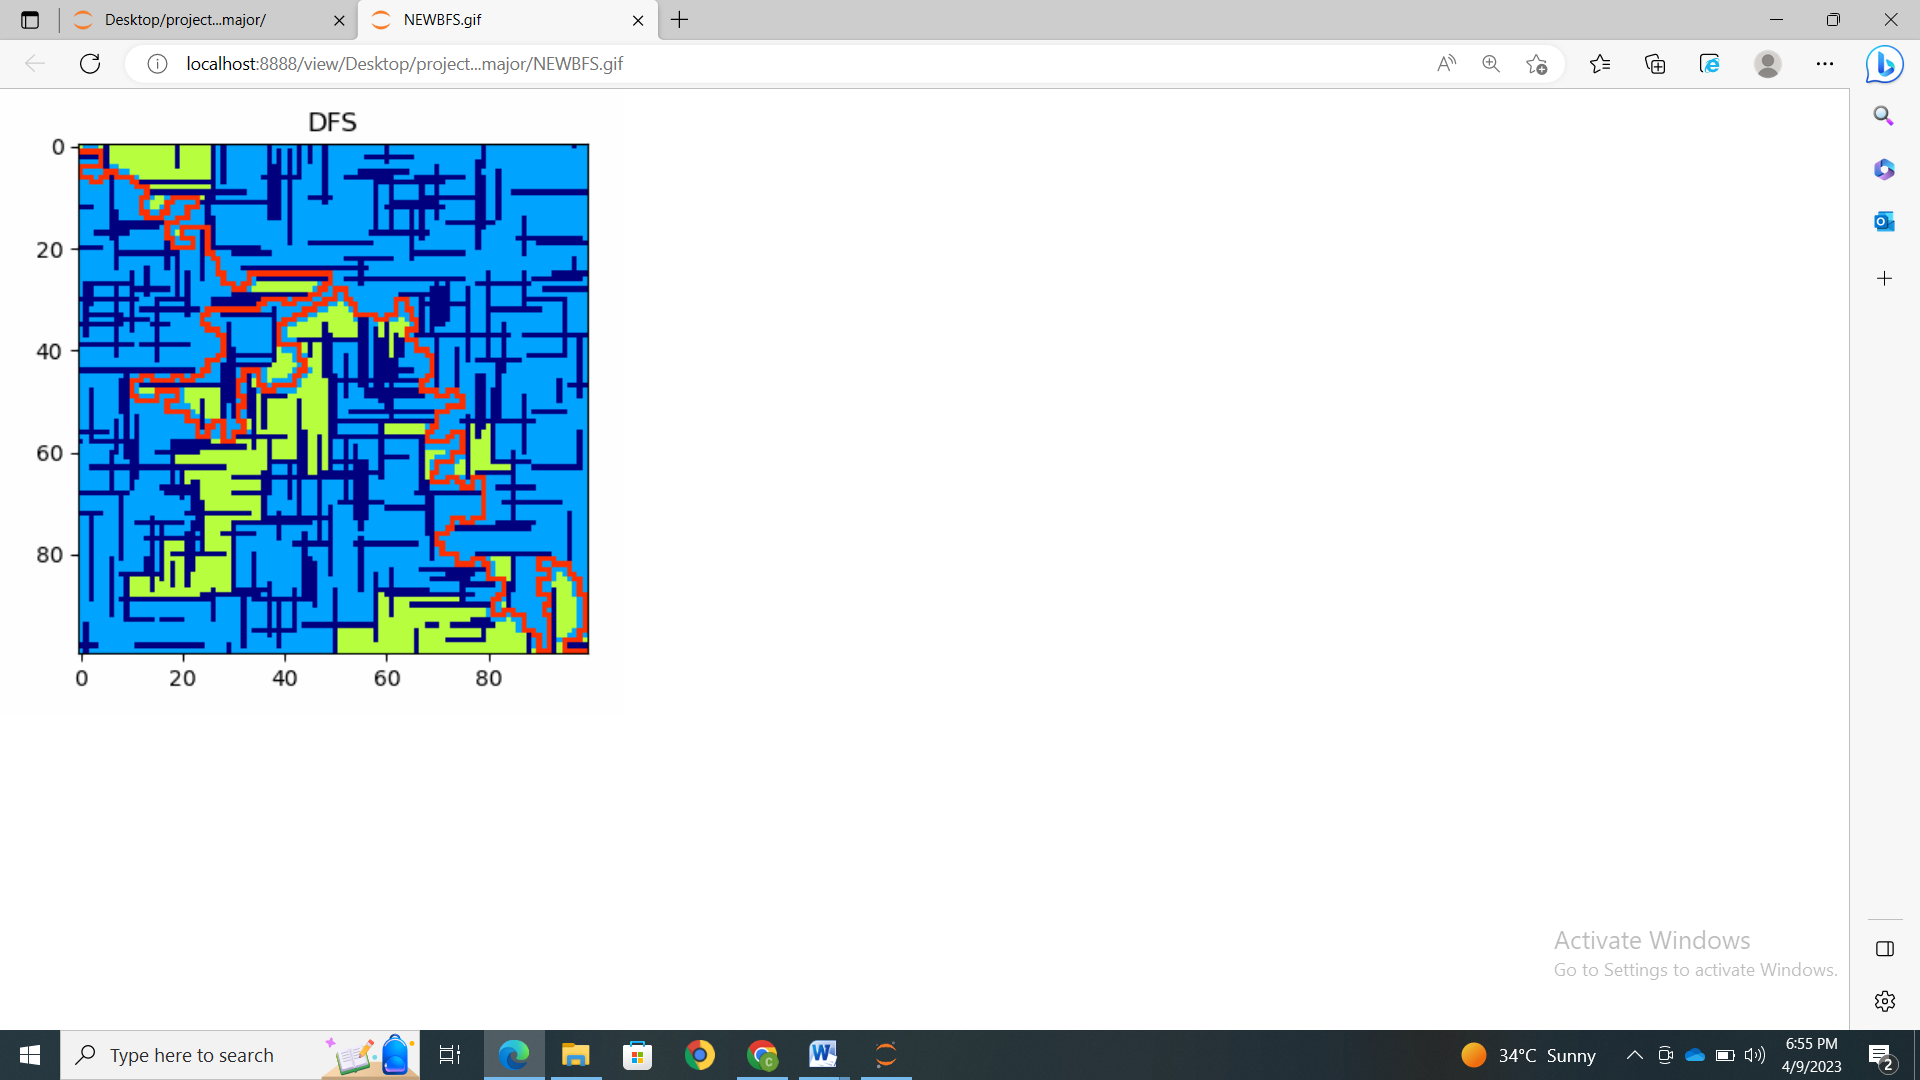 Desktop/project...major/
NEWBFS.gif
localhost:8888/view/Desktop/project...major/NEWBFS.gif
DFS
0
20
40
60
80
0 20 40 60 80
Activate Windows
Go to Settings to activate Windows.
Type here to search
34°C Sunny
6:55 PM
4/9/2023
2